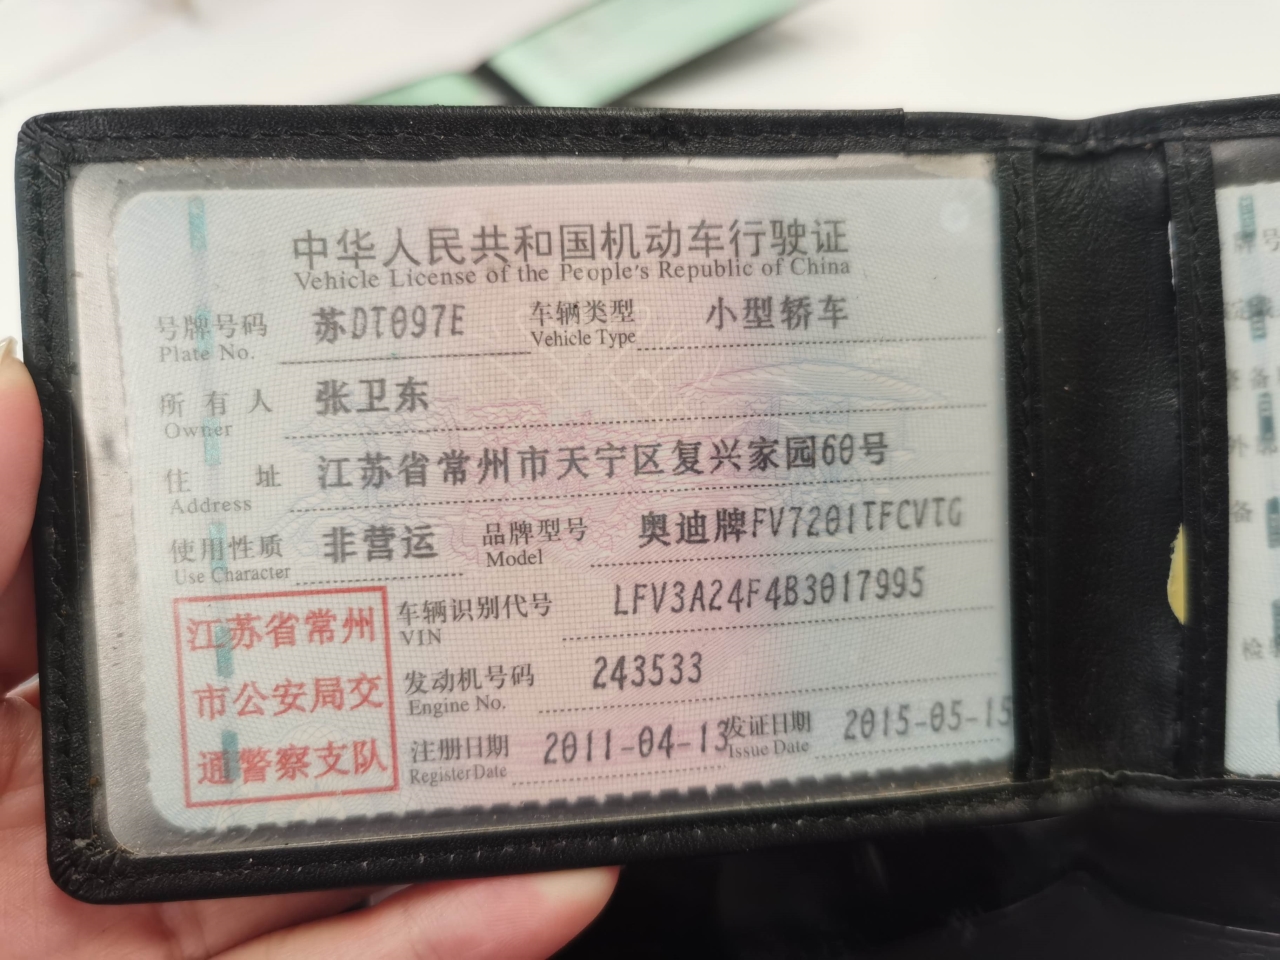 中华人民共和国机动车行驶证
Vehicle License of the People's Republic of China
号牌号码 苏DT097E 车辆类型 小型轿车
Plate No. Vehicle Type
所有人 张卫东
Owner
住址 江苏省常州市天宁区复兴家园60号
Address
使用性质 非营运 品牌型号 奥迪牌FV7201TFCVTG
Use Character Model
江苏省常州
市公安局交
通警察支队
车辆识别代号 LFV3A24F4B3017995
VIN
发动机号码 243533
Engine No.
注册日期 2011-04-13 发证日期 2015-05-15
Register Date Issue Date